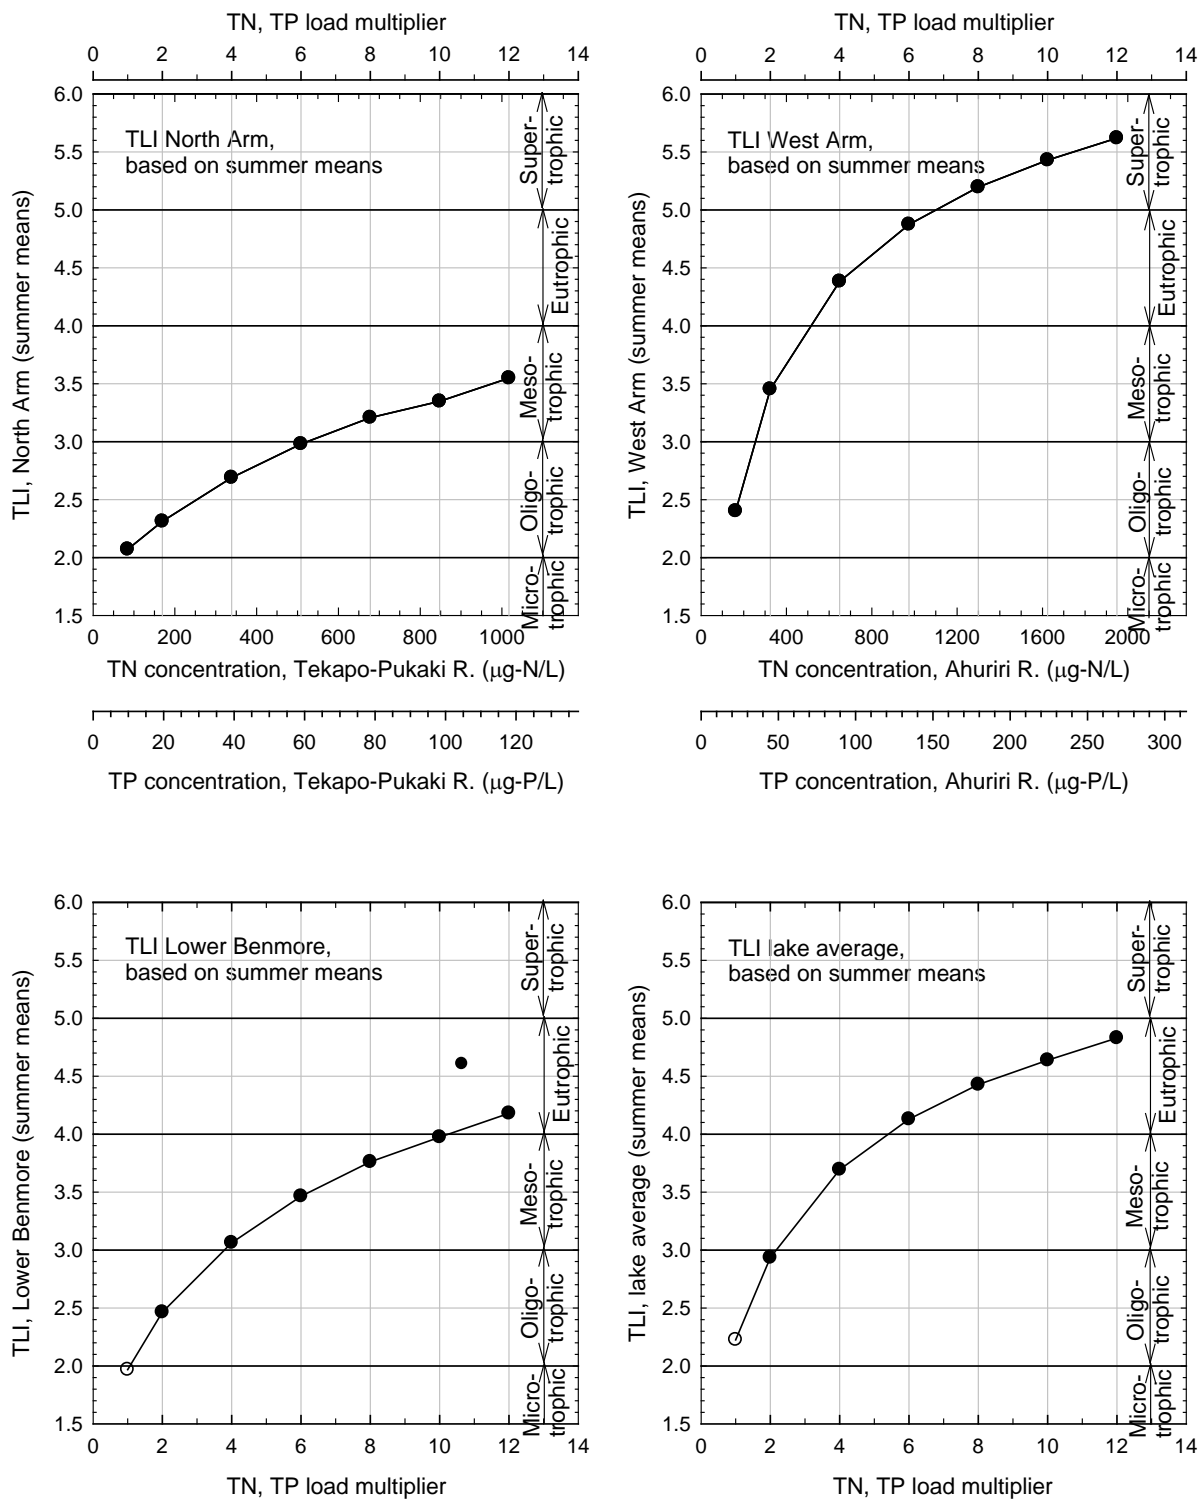 TN, TP load multiplier
0 2 4 6 8 10 12 14
6.0
5.5
5.0
4.5
4.0
3.5
3.0
2.5
2.0
1.5
TLI, North Arm (summer means)
TLI North Arm,
based on summer means
Super-
trophic
Eutrophic
Meso-
trophic
Oligo-
trophic
Micro-
trophic
0 200 400 600 800 1000
TN concentration, Tekapo-Pukaki R. (µg-N/L)
0 20 40 60 80 100 120
TP concentration, Tekapo-Pukaki R. (µg-P/L)
TN, TP load multiplier
0 2 4 6 8 10 12 14
6.0
5.5
5.0
4.5
4.0
3.5
3.0
2.5
2.0
1.5
TLI, West Arm (summer means)
TLI West Arm,
based on summer means
Super-
trophic
Eutrophic
Meso-
trophic
Oligo-
trophic
Micro-
trophic
0 400 800 1200 1600 2000
TN concentration, Ahuriri R. (µg-N/L)
0 50 100 150 200 250 300
TP concentration, Ahuriri R. (µg-P/L)
6.0
5.5
5.0
4.5
4.0
3.5
3.0
2.5
2.0
1.5
TLI, Lower Benmore (summer means)
TLI Lower Benmore,
based on summer means
Super-
trophic
Eutrophic
Meso-
trophic
Oligo-
trophic
Micro-
trophic
0 2 4 6 8 10 12 14
TN, TP load multiplier
6.0
5.5
5.0
4.5
4.0
3.5
3.0
2.5
2.0
1.5
TLI, lake average (summer means)
TLI lake average,
based on summer means
Super-
trophic
Eutrophic
Meso-
trophic
Oligo-
trophic
Micro-
trophic
0 2 4 6 8 10 12 14
TN, TP load multiplier